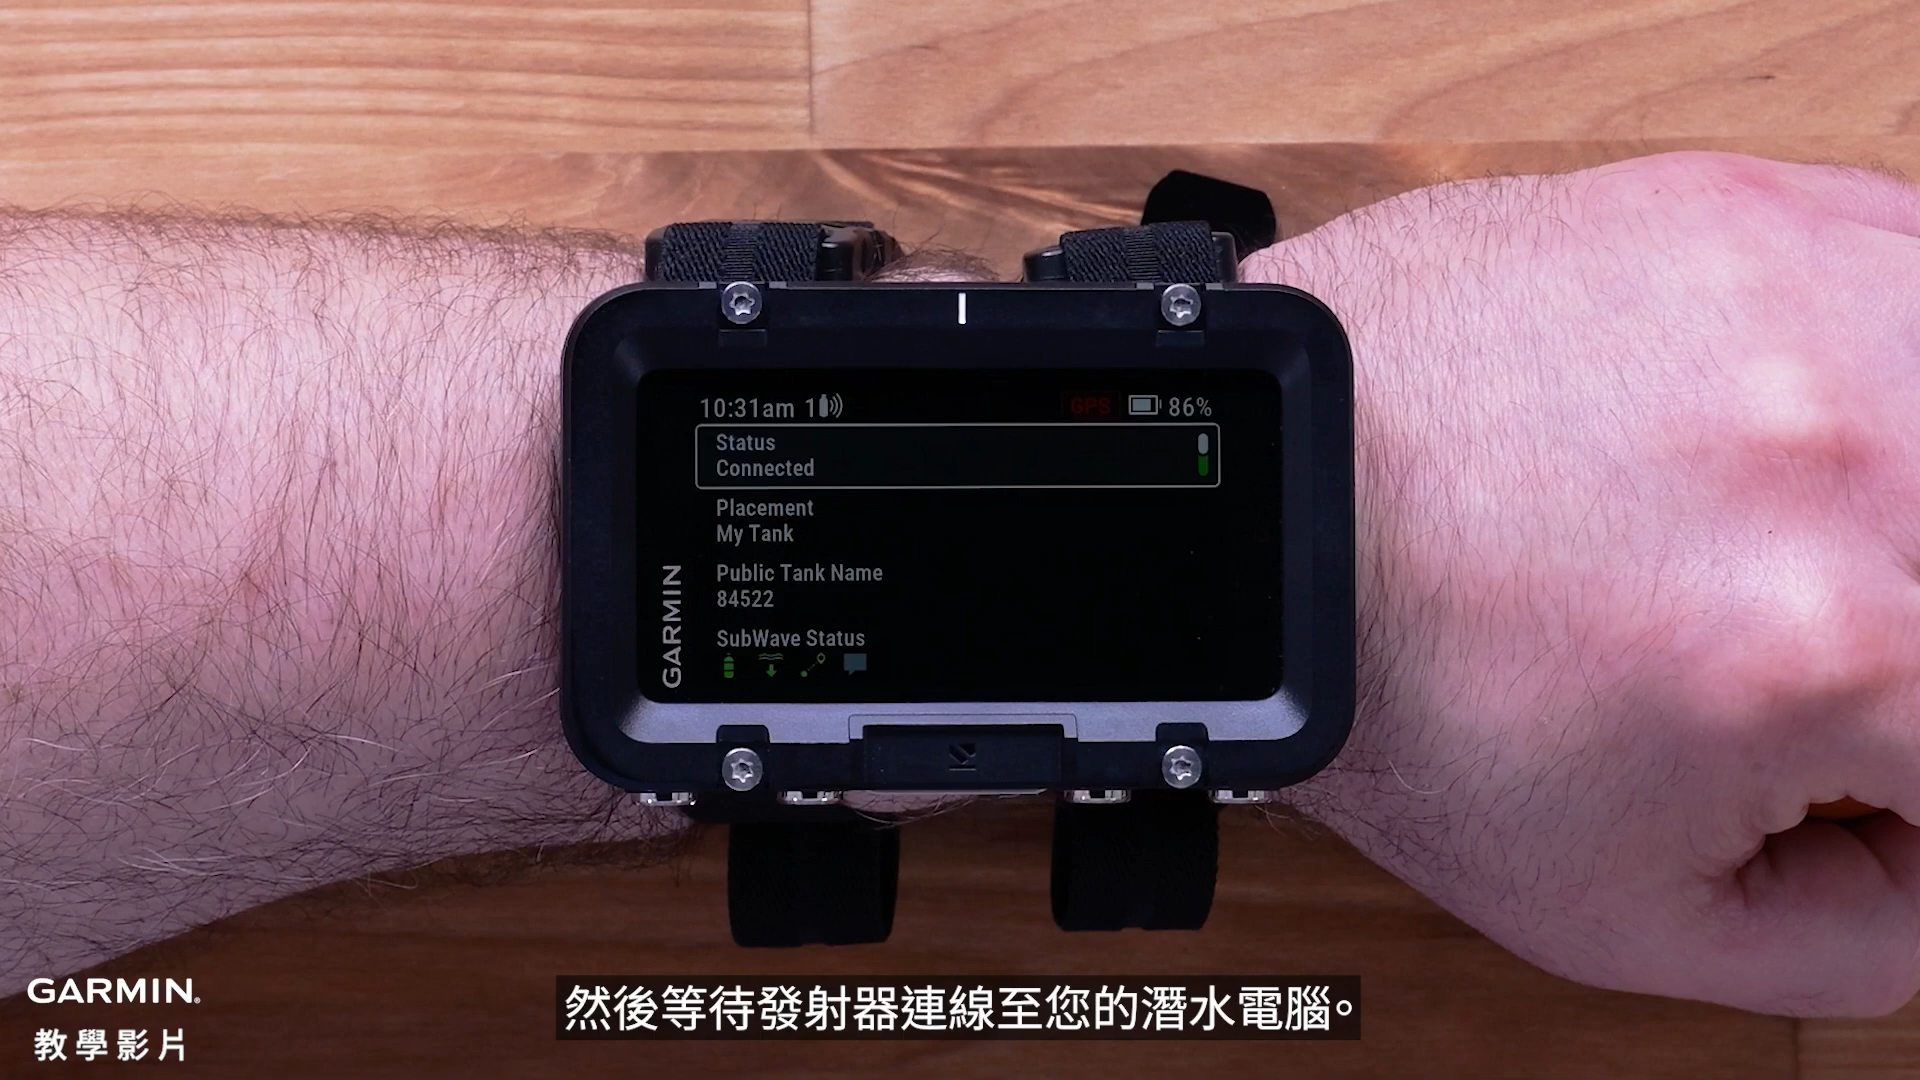 10:31am 1
GPS
86%
Status
Connected
Placement
My Tank
Public Tank Name
84522
SubWave Status
GARMIN
然後等待發射器連線至您的潛水電腦。
GARMIN®
教學影片